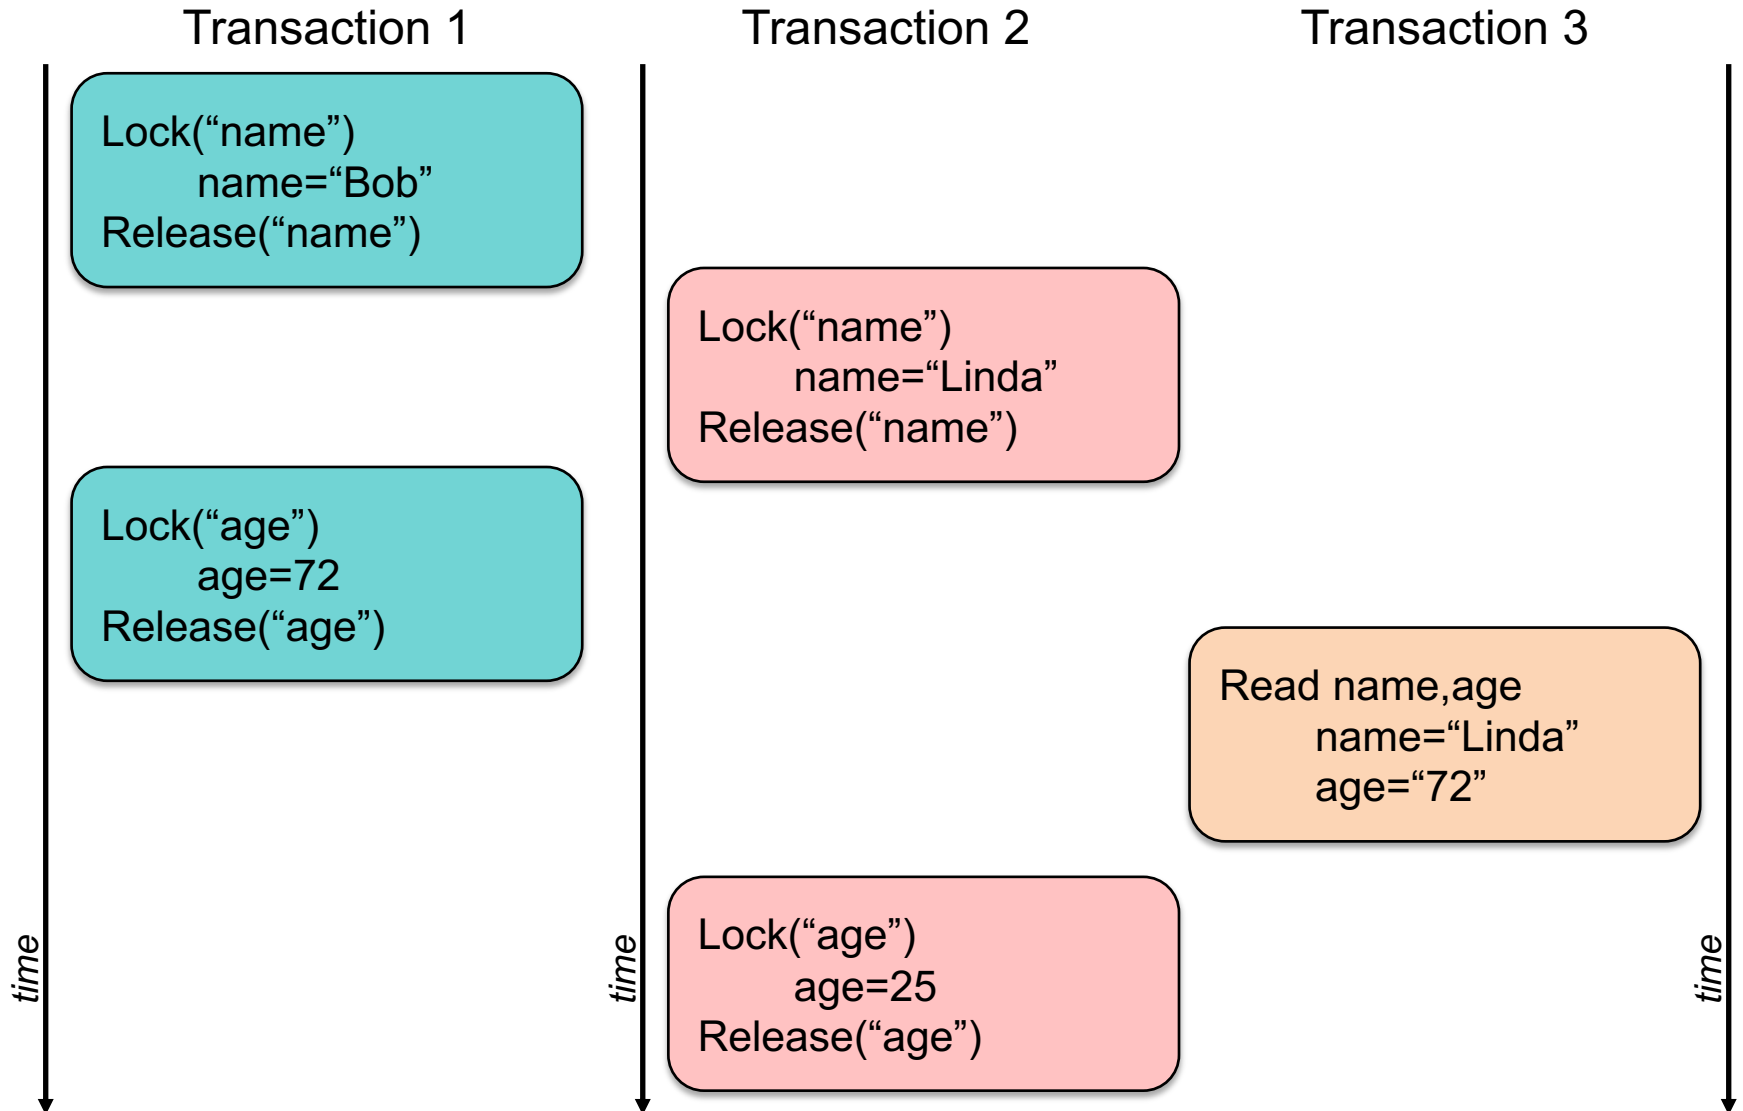 Transaction 1
Transaction 2
Transaction 3
Lock(“name”)
name=“Bob”
Release(“name”)
Lock(“name”)
name=“Linda”
Release(“name”)
Lock(“age”)
age=72
Release(“age”)
Read name,age
name=“Linda”
age=“72”
Lock(“age”)
age=25
Release(“age”)
time
time
time